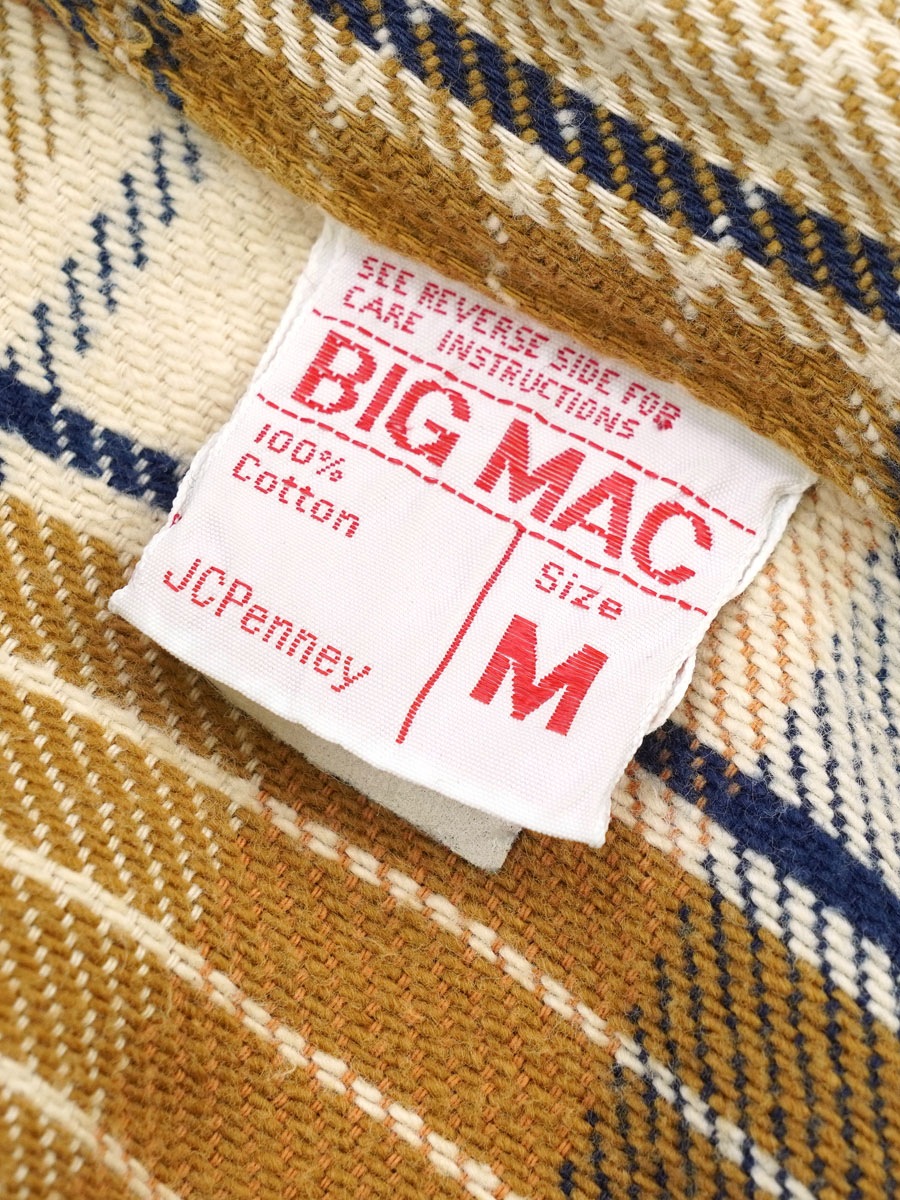 SEE REVERSE SIDE FOR
CARE INSTRUCTIONS
BIG MAC
100%
Cotton
JCPenney
Size
M